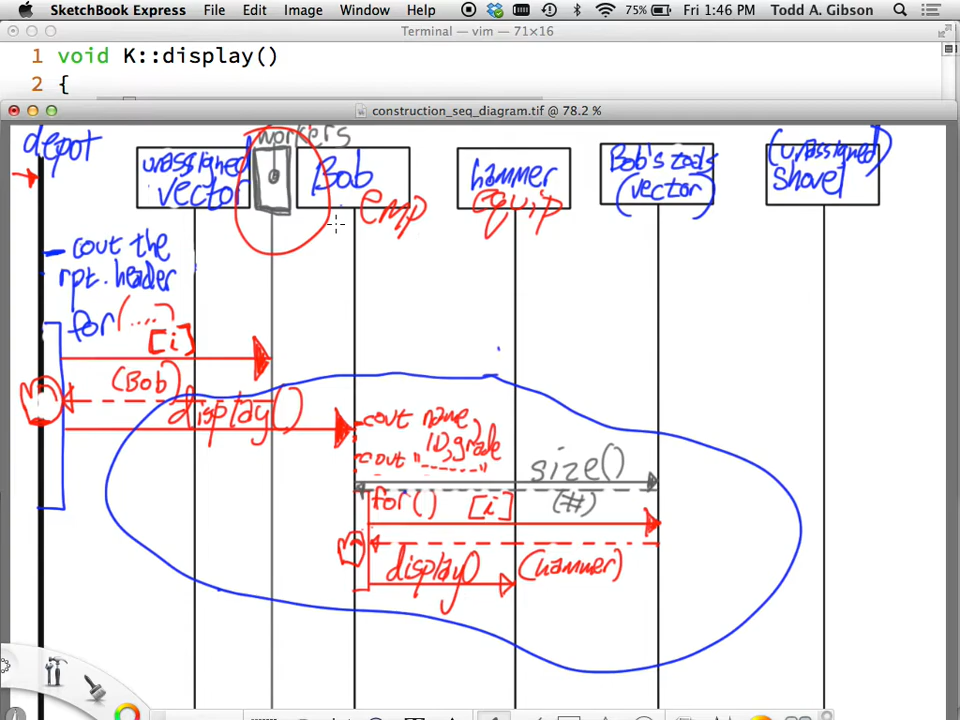 SketchBook Express File Edit Image Window Help 75% Fri 1:46 PM Todd A. Gibson
Terminal — vim — 71×16
1 void K::display()
2 {
construction_seq_diagram.tif @ 78.2 %
depot
workers
unassigned
vector
Bob
emp
hammer
equip
Bob's tools
(vector)
(unassigned)
shovel
- cout the
rpt. header
for(....)
[i]
(Bob)
display()
cout name,
ID, grade
cout "------"
size()
(#)
for() [i]
display() (hammer)